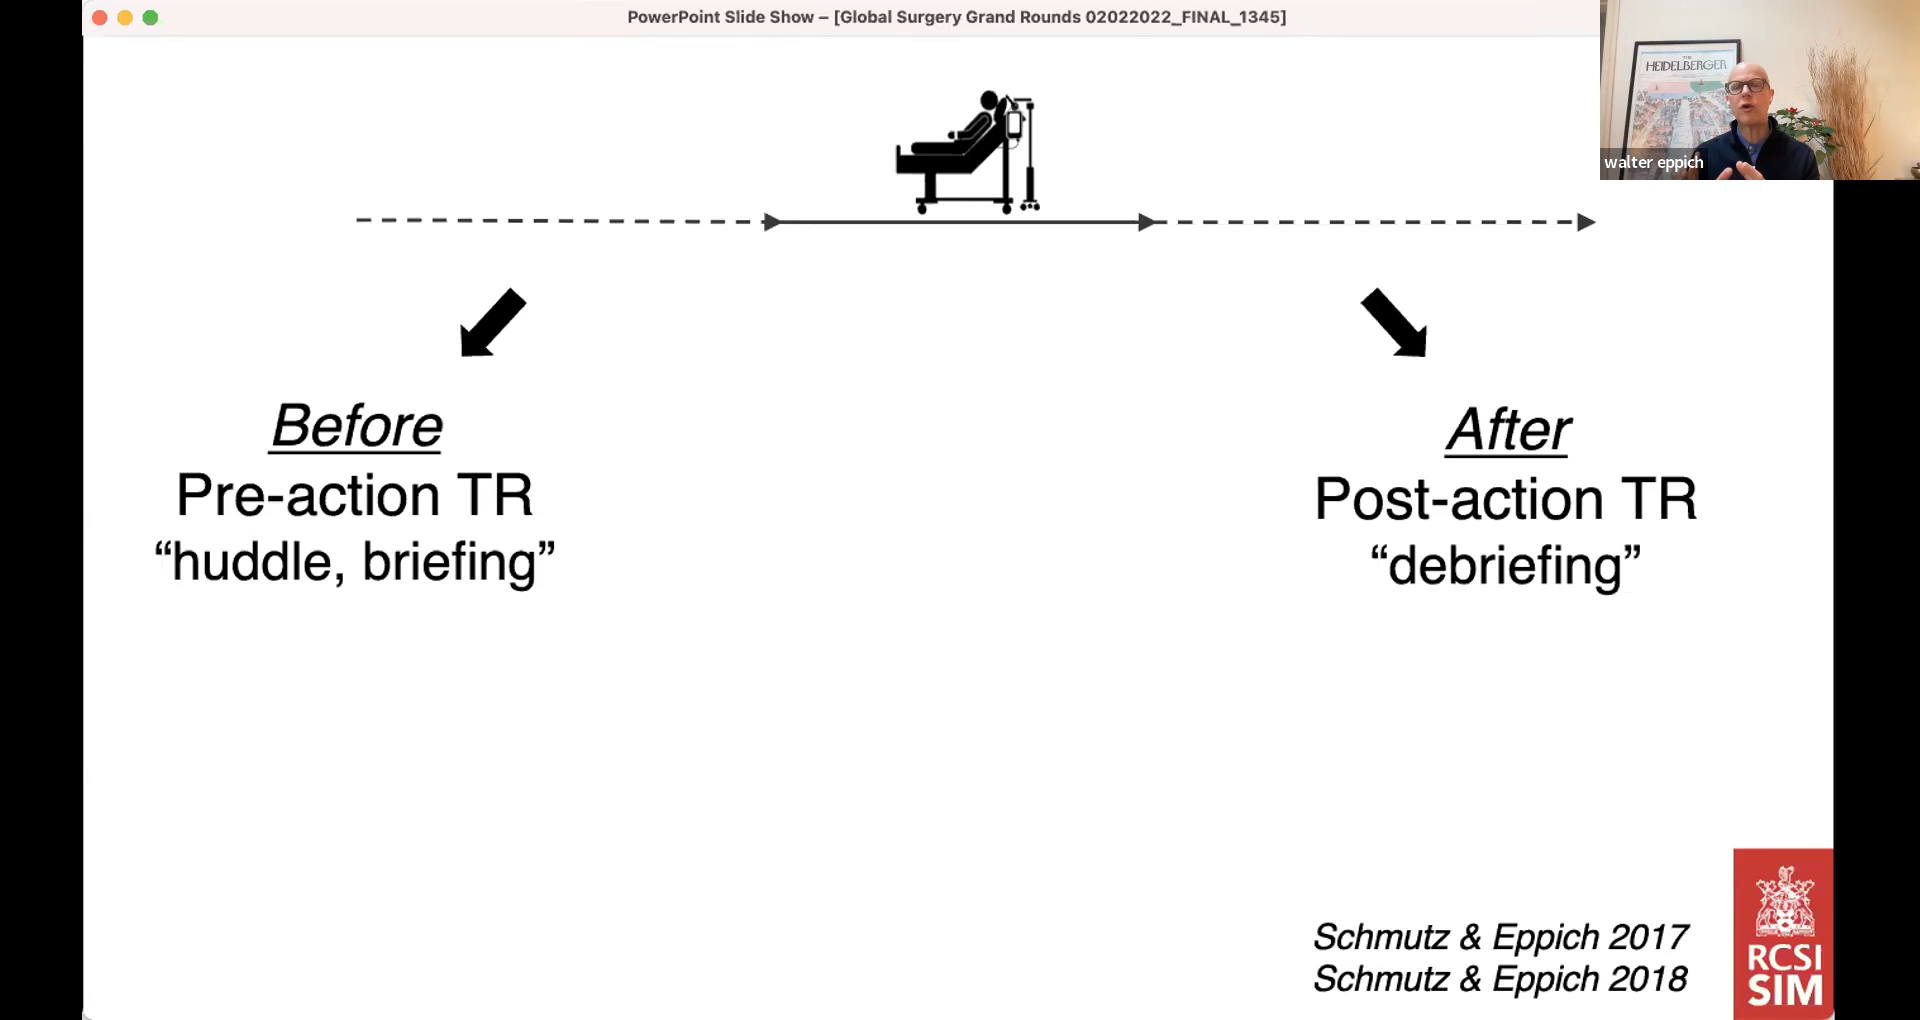 PowerPoint Slide Show – [Global Surgery Grand Rounds 02022022_FINAL_1345]
THE
HEIDELBERGER
walter eppich
Before
Pre-action TR
“huddle, briefing”
After
Post-action TR
“debriefing”
Schmutz & Eppich 2017
Schmutz & Eppich 2018
RCSI
SIM